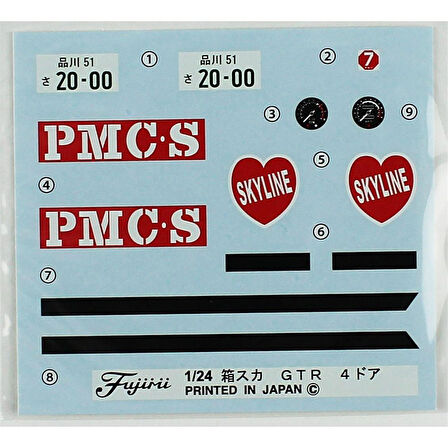 品川 51
さ 20-00
①
品川 51
さ 20-00
②
7
③
⑨
PMC·S
④
SKYLINE
⑤
SKYLINE
PMC·S
⑥
⑦
⑧
Fujimi 1/24 箱スカ GTR 4ドア
PRINTED IN JAPAN Ⓒ